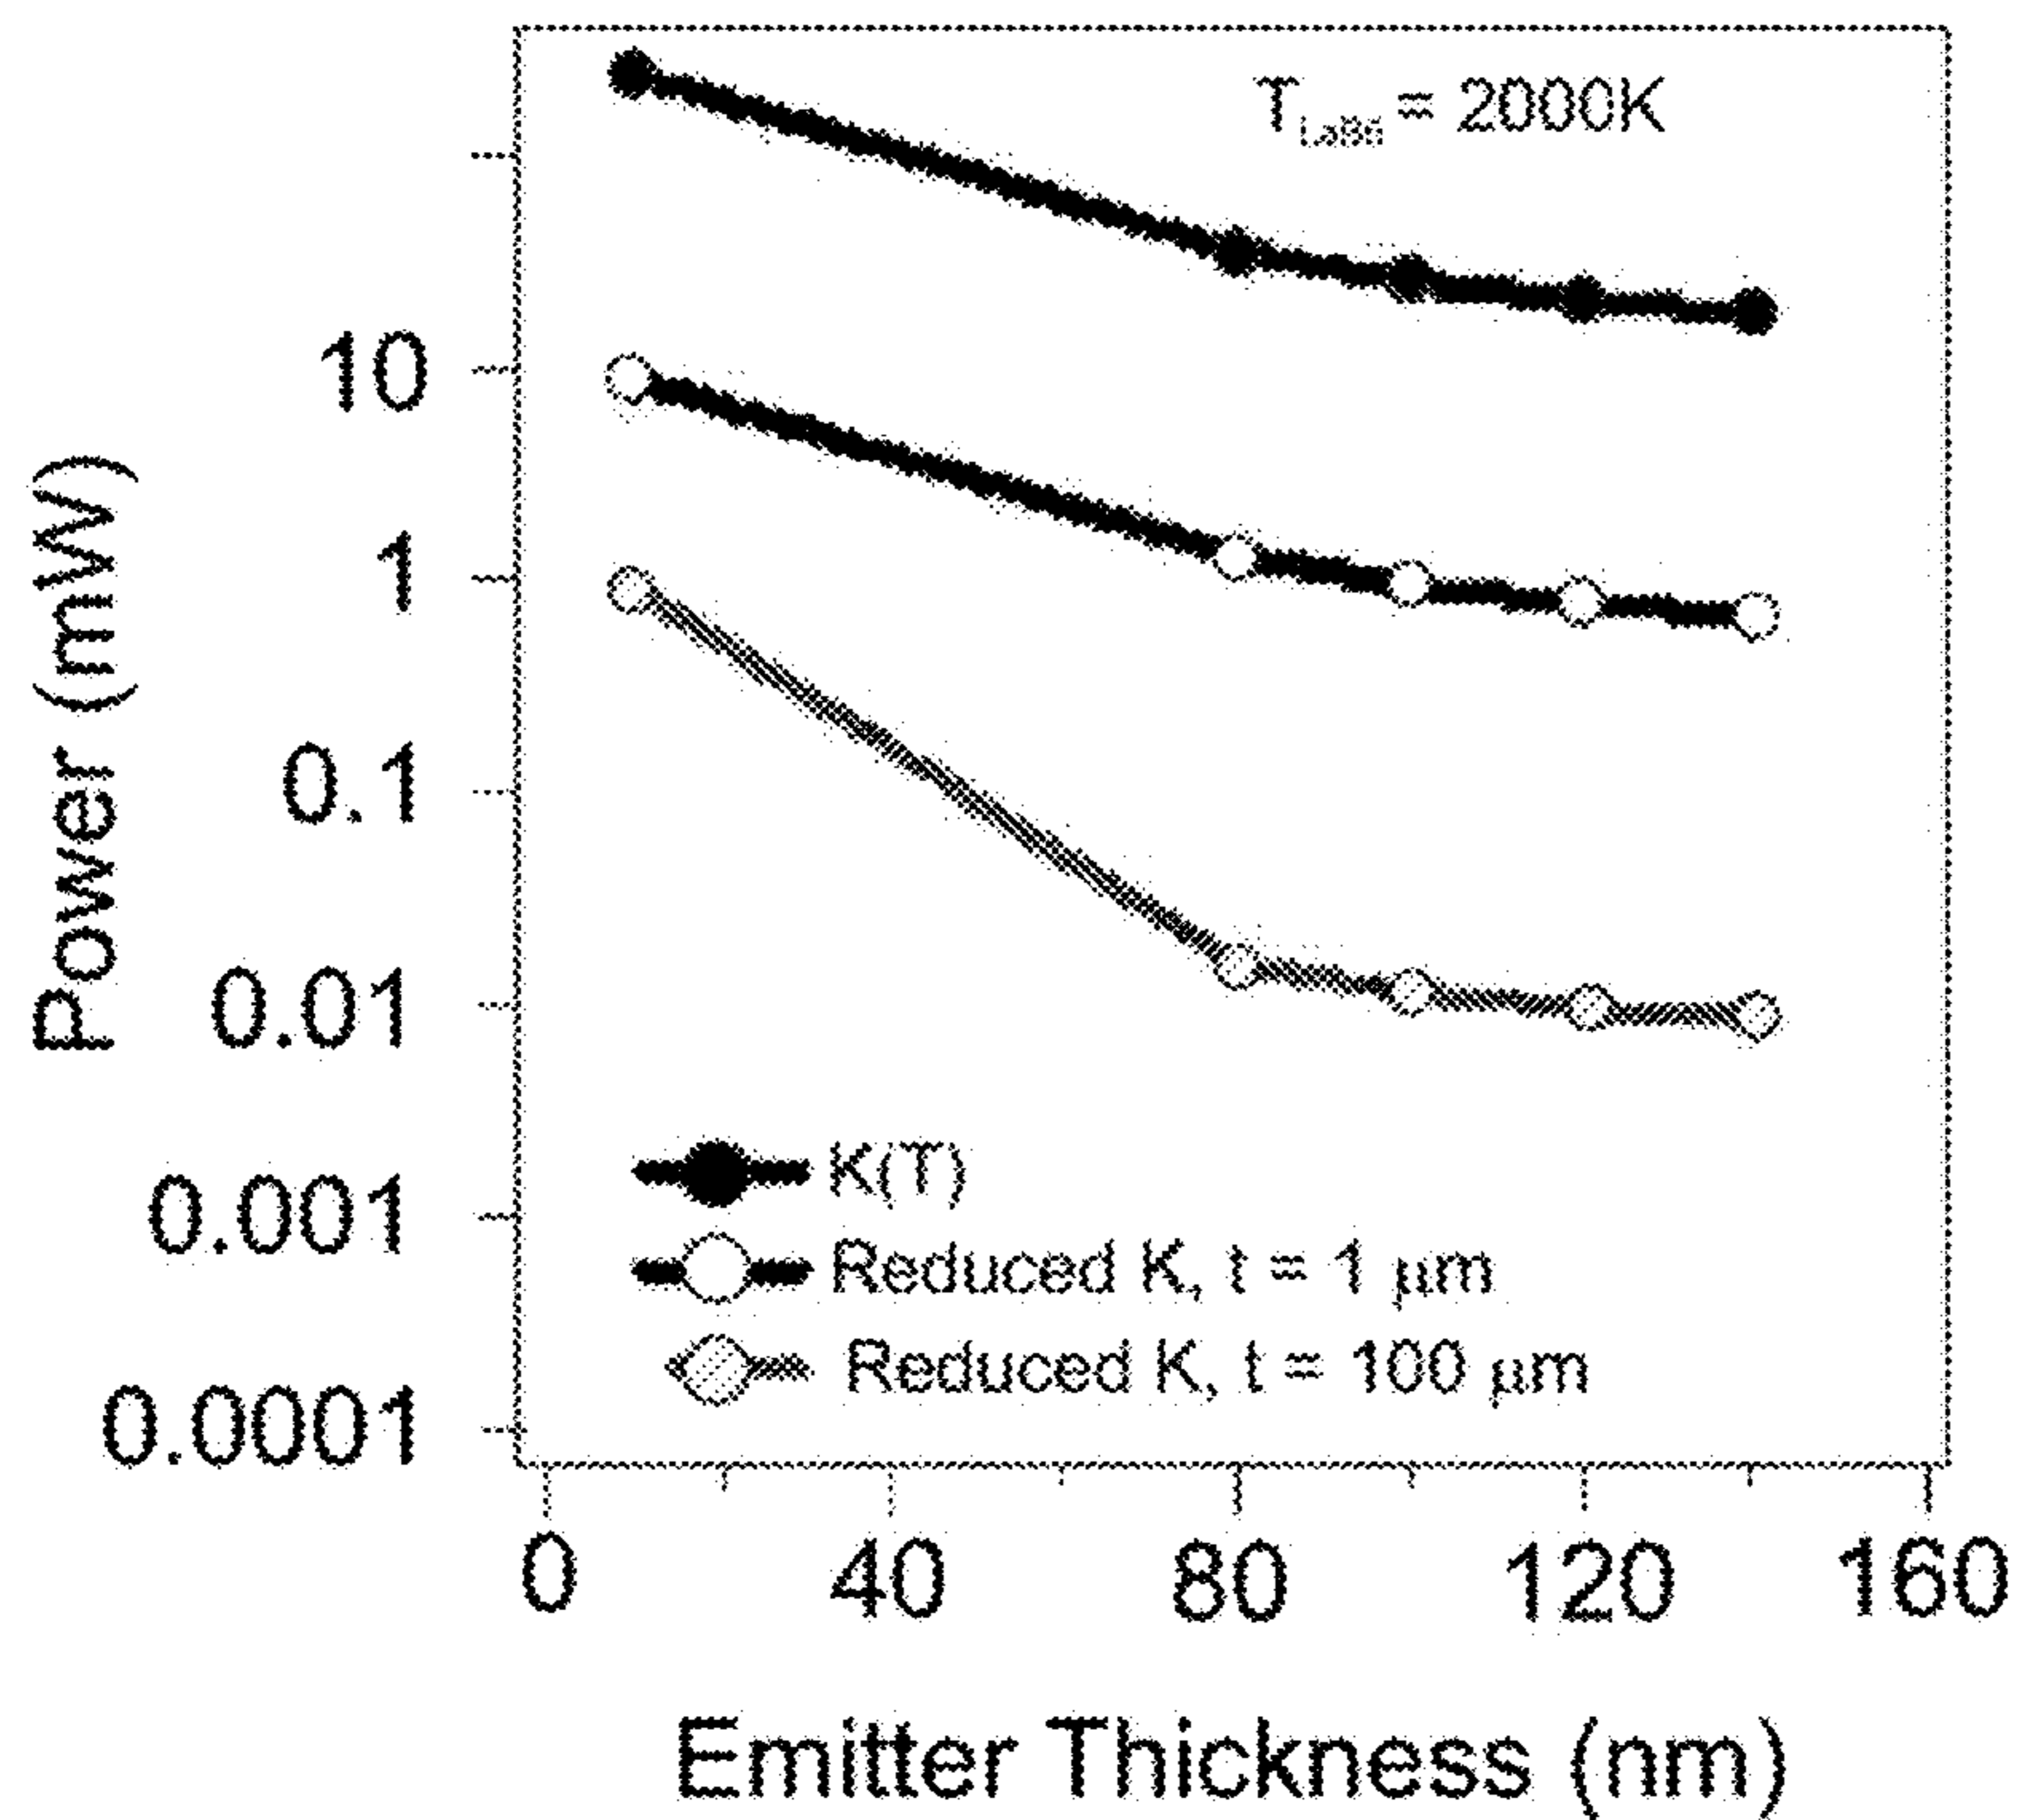 T = 2000K
10
1
0.1
0.01
0.001
0.0001
Power (mW)
K(T)
Reduced K, t = 1 μm
Reduced K, t = 100 μm
0 40 80 120 160
Emitter Thickness (nm)